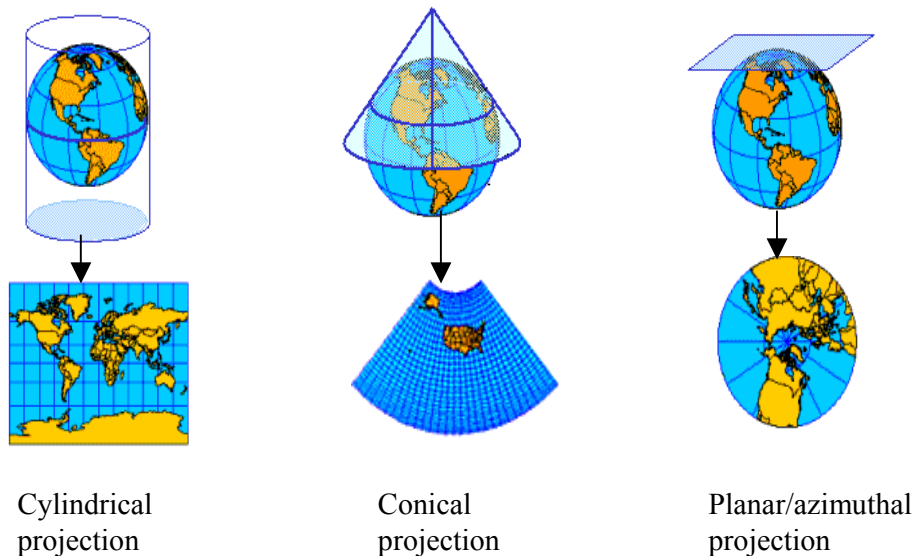 Cylindrical
projection
Conical
projection
Planar/azimuthal
projection